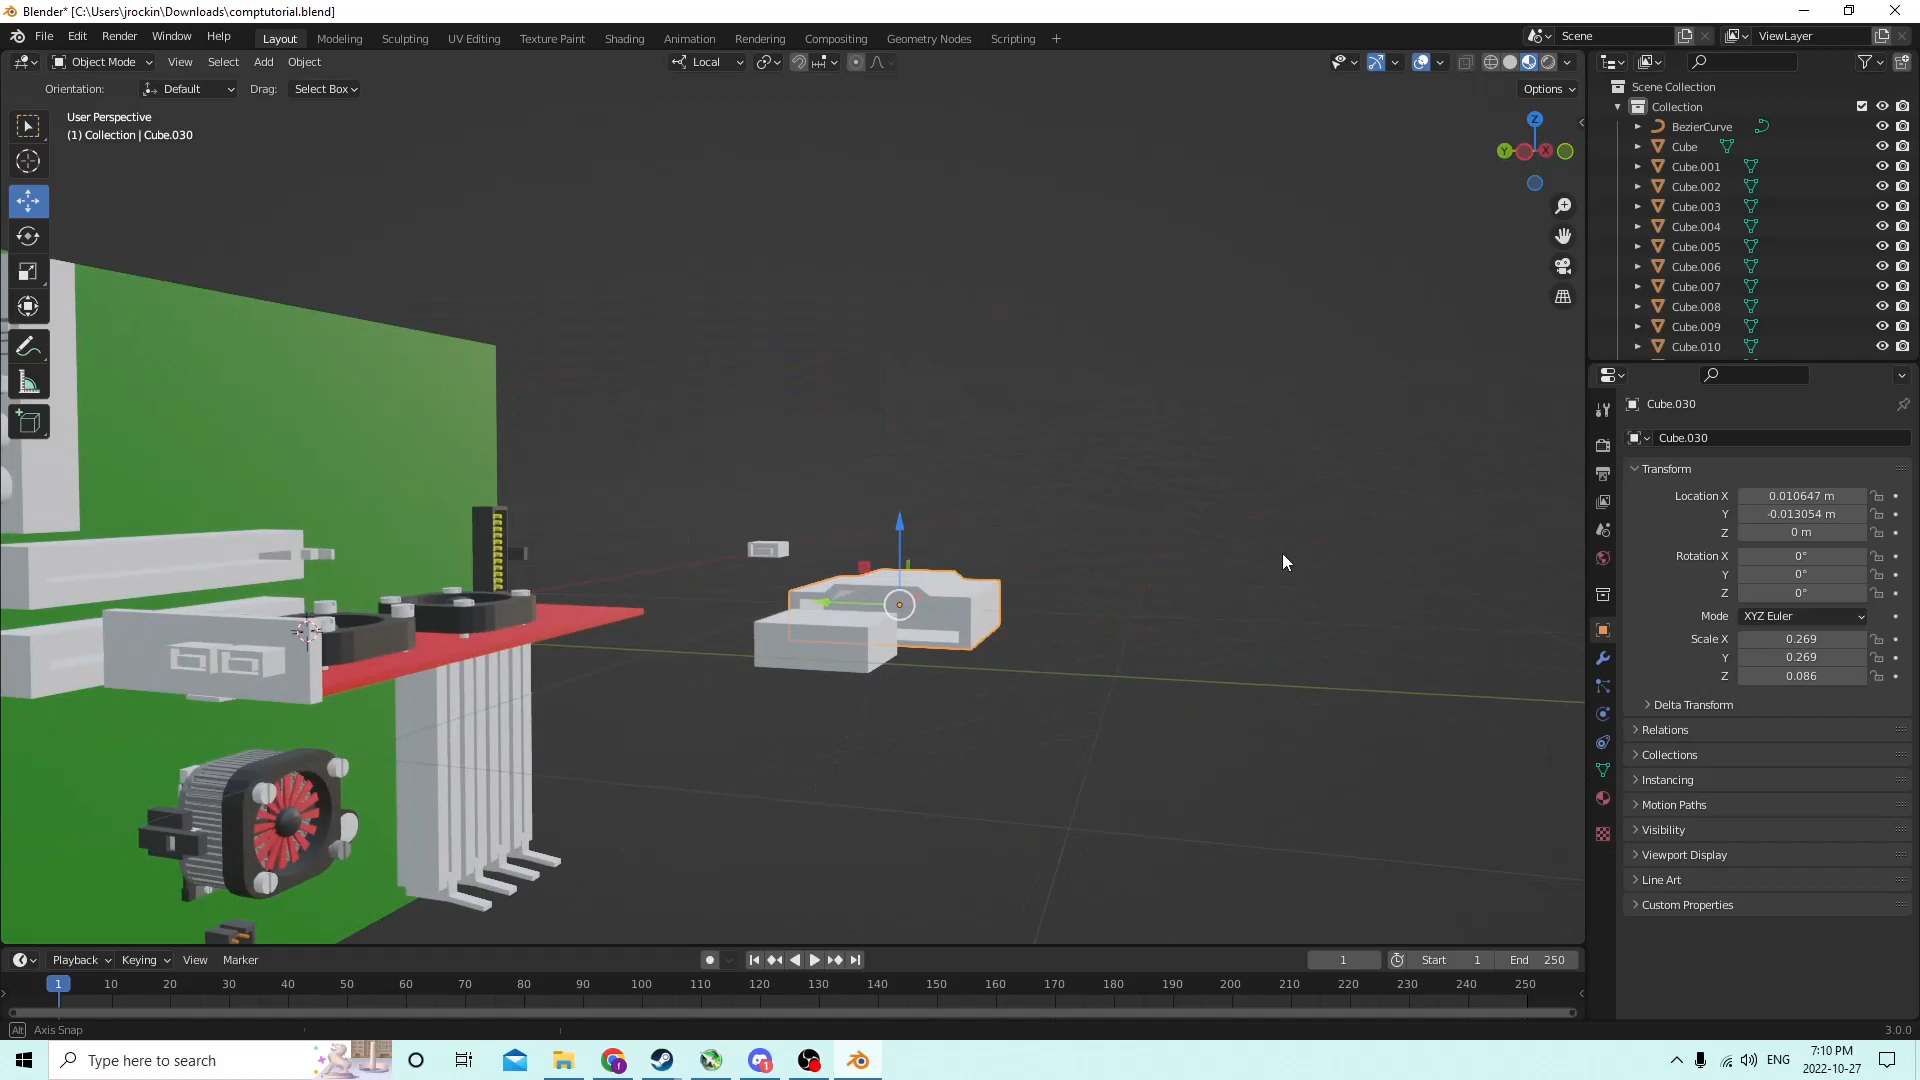 Blender* [C:\Users\jrockin\Downloads\comptutorial.blend]
File Edit Render Window Help
Layout Modeling Sculpting UV Editing Texture Paint Shading Animation Rendering Compositing Geometry Nodes Scripting +
Scene
ViewLayer
Object Mode View Select Add Object
Local
Orientation: Default Drag: Select Box
Options
User Perspective
(1) Collection | Cube.030
Z
Y
X
Scene Collection
Collection
BezierCurve
Cube
Cube.001
Cube.002
Cube.003
Cube.004
Cube.005
Cube.006
Cube.007
Cube.008
Cube.009
Cube.010
Cube.030
Cube.030
Transform
Location X 0.010647 m
Y -0.013054 m
Z 0 m
Rotation X 0°
Y 0°
Z 0°
Mode XYZ Euler
Scale X 0.269
Y 0.269
Z 0.086
Delta Transform
Relations
Collections
Instancing
Motion Paths
Visibility
Viewport Display
Line Art
Custom Properties
Playback Keying View Marker
1
Start 1
End 250
1 10 20 30 40 50 60 70 80 90 100 110 120 130 140 150 160 170 180 190 200 210 220 230 240 250
Alt Axis Snap
3.0.0
Type here to search
1
ENG
7:10 PM
2022-10-27